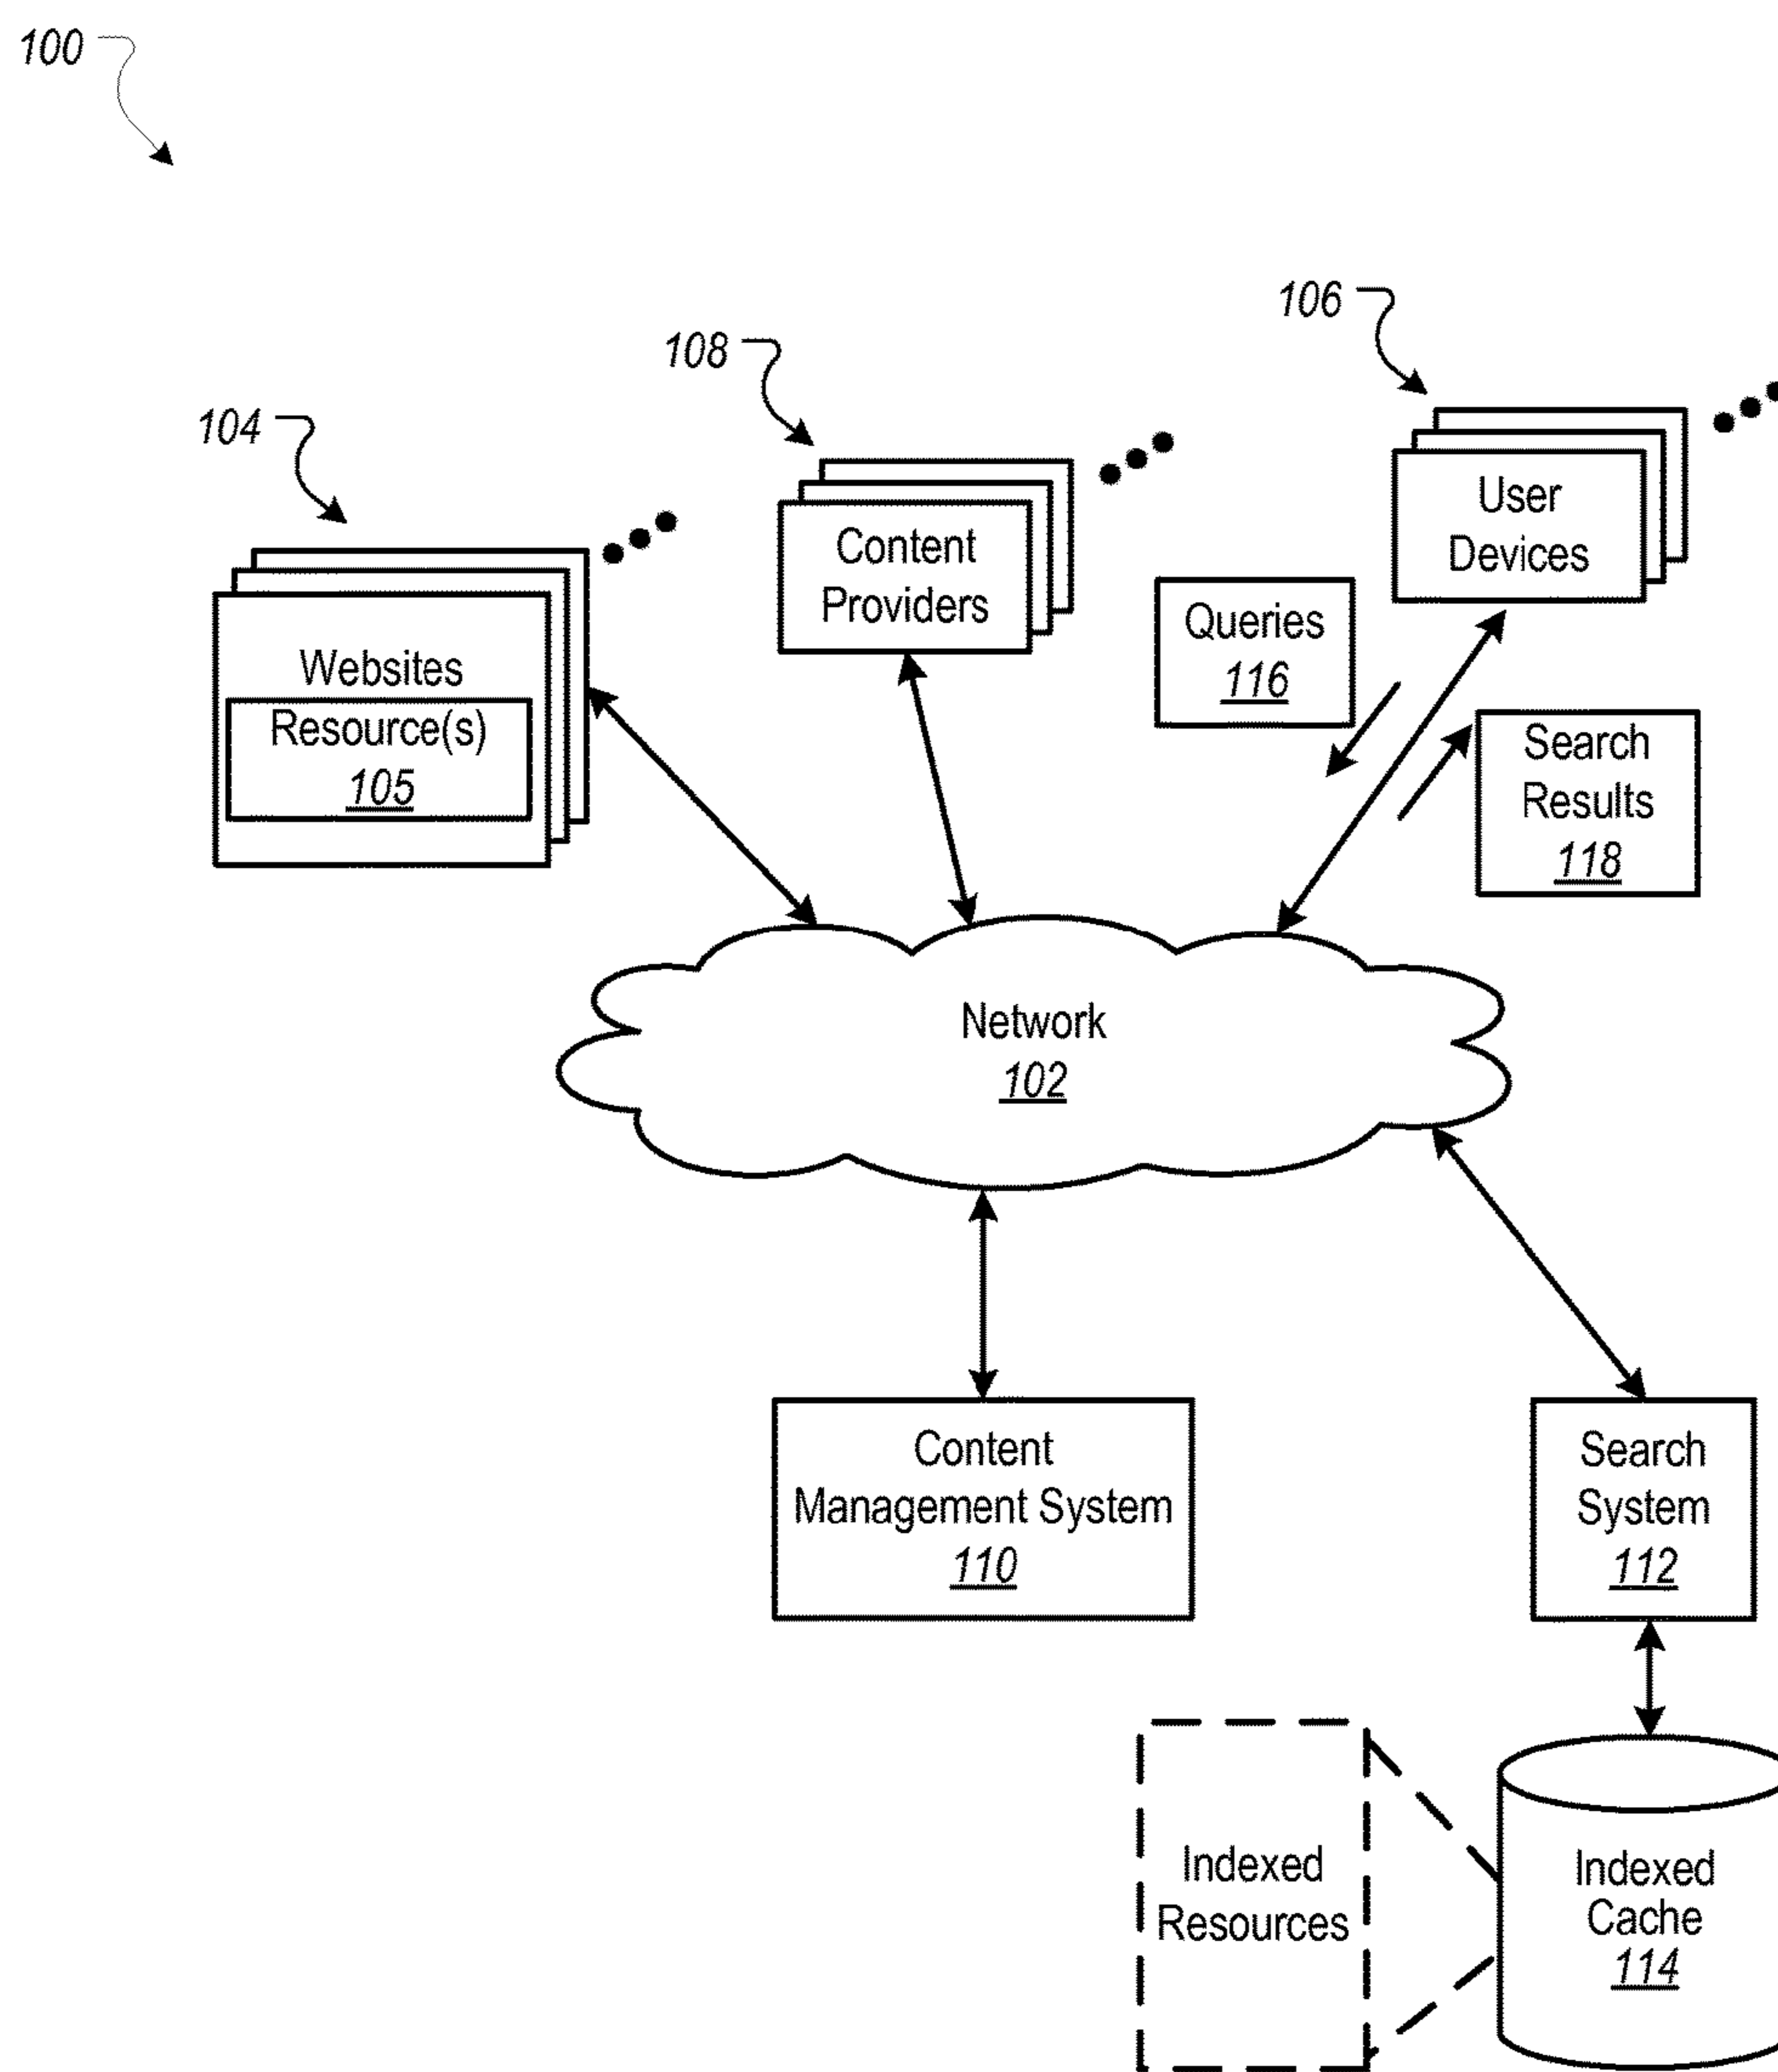 100
106
108
104
User
Devices
Content
Providers
Queries
116
Websites
Resource(s)
105
Search
Results
118
Network
102
Content
Management System
110
Search
System
112
Indexed
Resources
Indexed
Cache
114